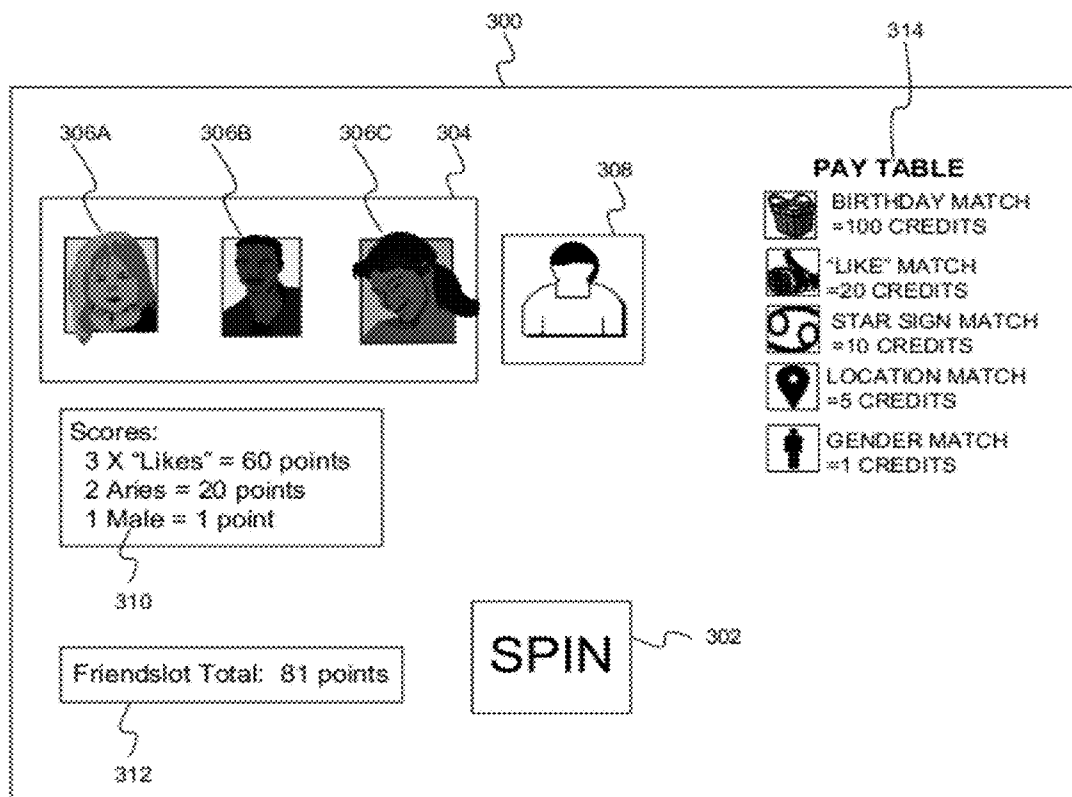 300
314
306A
306B
306C
304
308
PAY TABLE
BIRTHDAY MATCH
=100 CREDITS
"LIKE" MATCH
=20 CREDITS
STAR SIGN MATCH
=10 CREDITS
LOCATION MATCH
=5 CREDITS
GENDER MATCH
=1 CREDITS
Scores:
3 X "Likes" = 60 points
2 Aries = 20 points
1 Male = 1 point
310
SPIN
302
Friendslot Total: 81 points
312